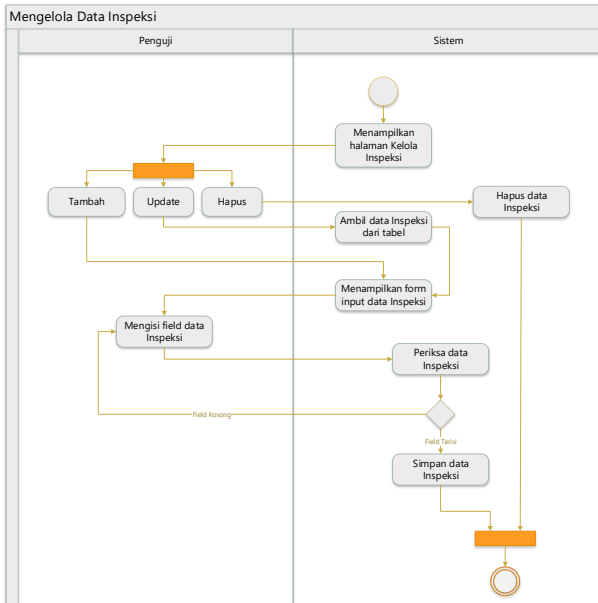 Mengelola Data Inspeksi
Penguji
Sistem
Menampilkan
halaman Kelola
Inspeksi
Tambah
Update
Hapus
Hapus data
Inspeksi
Ambil data Inspeksi
dari tabel
Menampilkan form
input data Inspeksi
Mengisi field data
Inspeksi
Periksa data
Inspeksi
Field Kosong
Field Terisi
Simpan data
Inspeksi